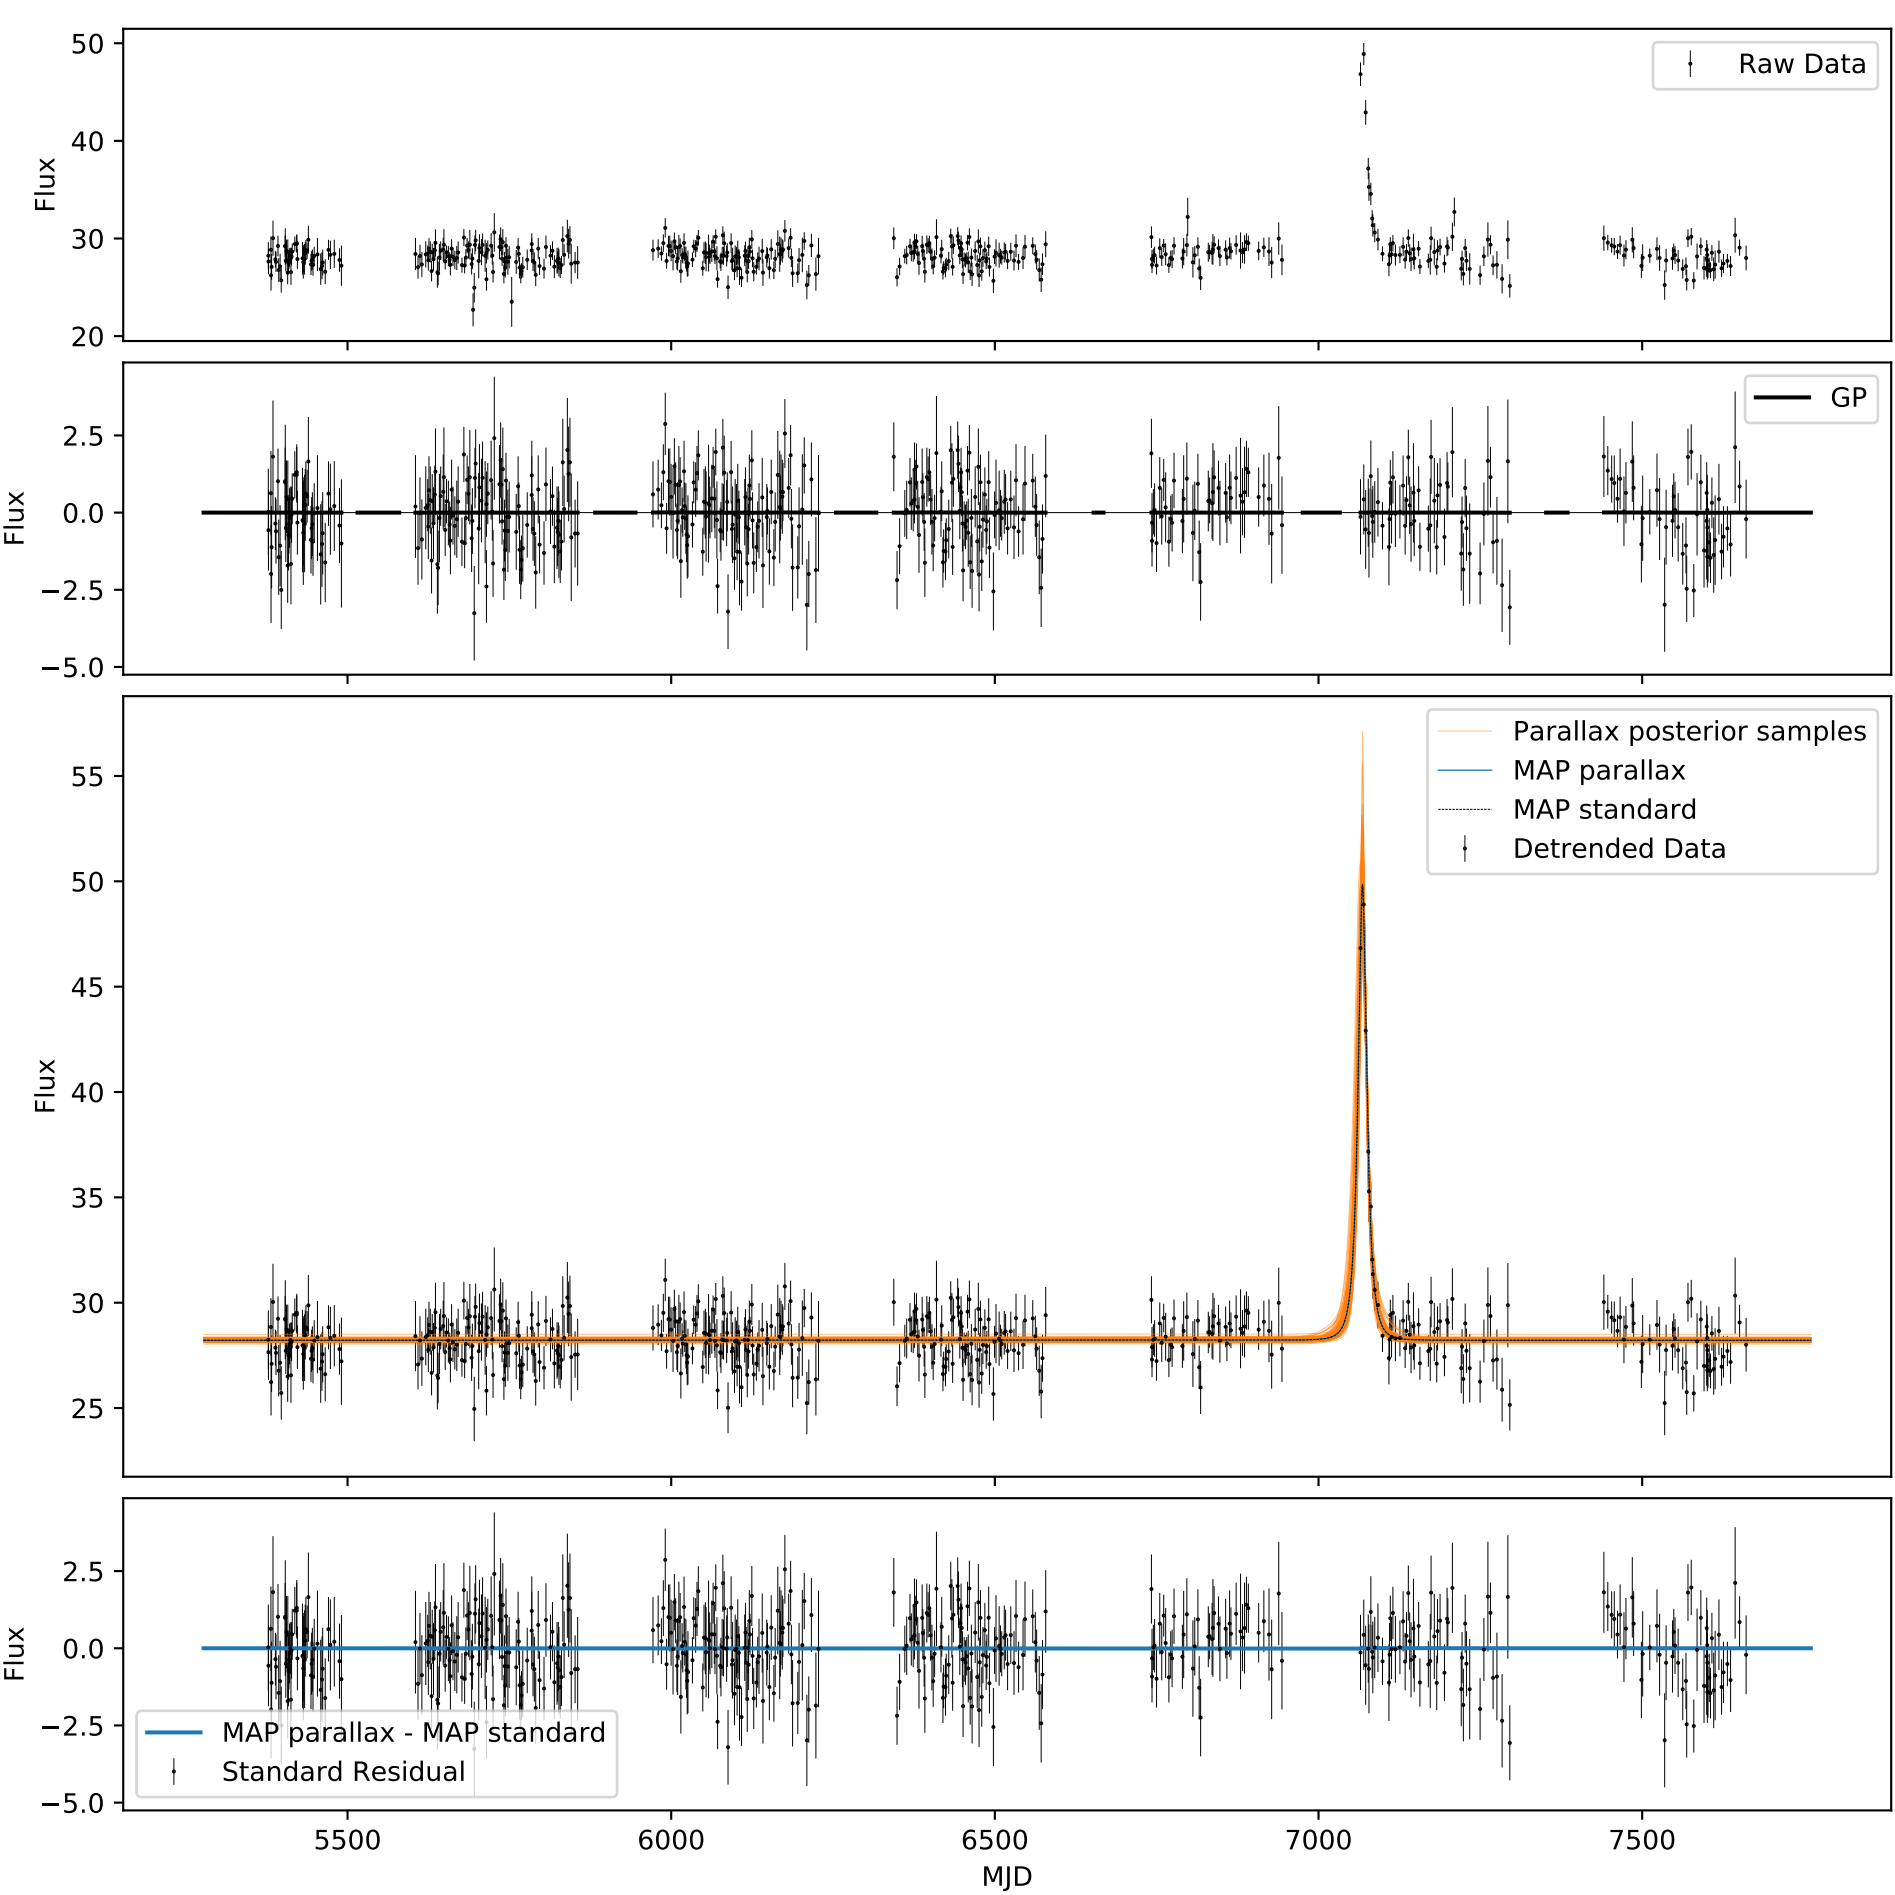 50
40
30
20
Flux
Raw Data
2.5
0.0
−2.5
−5.0
Flux
GP
55
50
45
40
35
30
25
Flux
Parallax posterior samples
MAP parallax
MAP standard
Detrended Data
2.5
0.0
−2.5
−5.0
Flux
MAP parallax - MAP standard
Standard Residual
5500
6000
6500
7000
7500
MJD